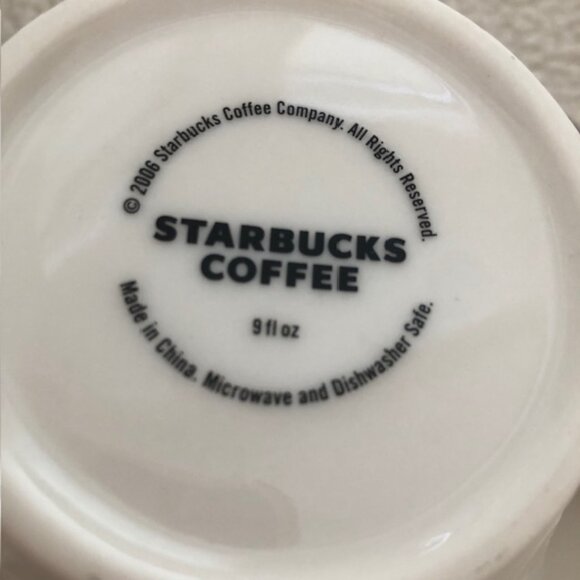 © 2006 Starbucks Coffee Company. All Rights Reserved.
STARBUCKS
COFFEE
9 fl oz
Made in China. Microwave and Dishwasher Safe.